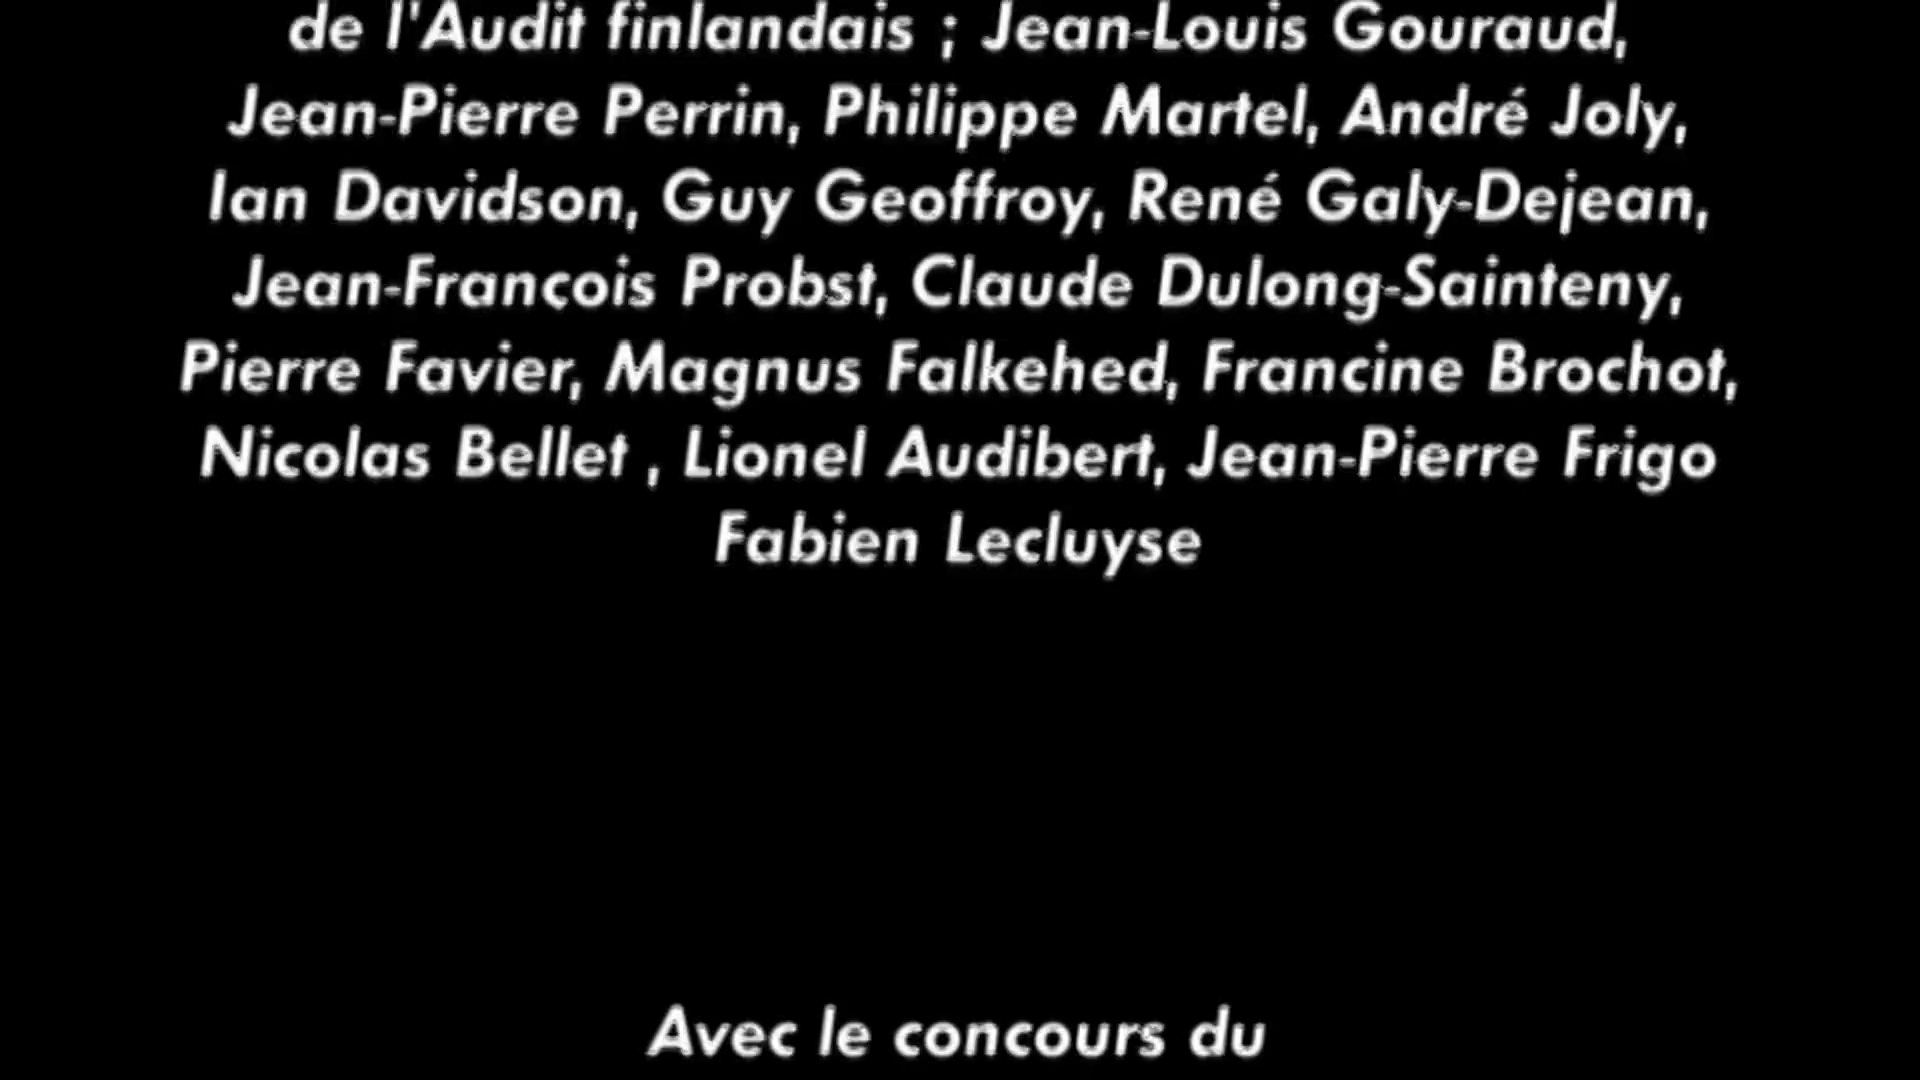 de l'Audit finlandais ; Jean-Louis Gouraud,
Jean-Pierre Perrin, Philippe Martel, André Joly,
Ian Davidson, Guy Geoffroy, René Galy-Dejean,
Jean-François Probst, Claude Dulong-Sainteny,
Pierre Favier, Magnus Falkehed, Francine Brochot,
Nicolas Bellet , Lionel Audibert, Jean-Pierre Frigo
Fabien Lecluyse
Avec le concours du